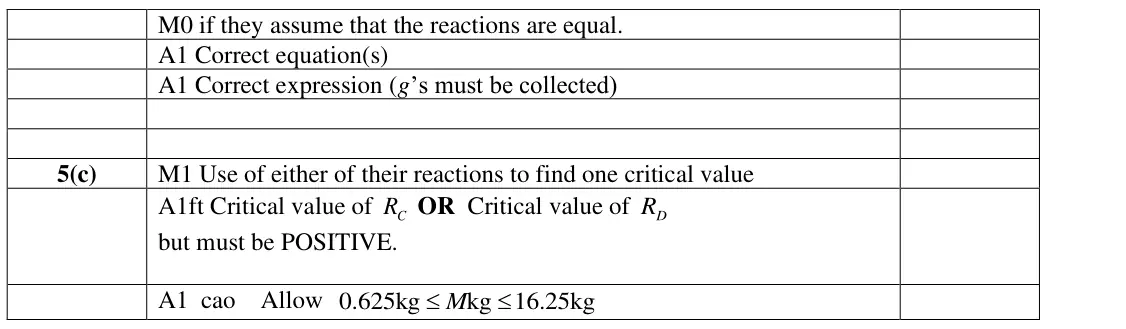 M0 if they assume that the reactions are equal.
A1 Correct equation(s)
A1 Correct expression (g’s must be collected)
5(c) M1 Use of either of their reactions to find one critical value
A1ft Critical value of R_C OR Critical value of R_D
but must be POSITIVE.
A1 cao Allow 0.625kg ≤ Mkg ≤16.25kg